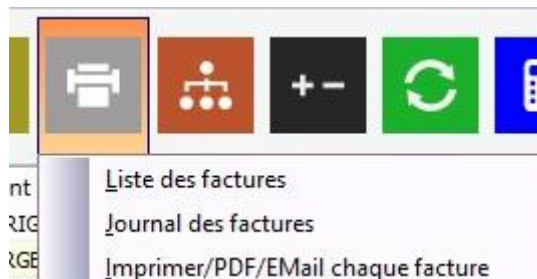 Liste des factures
Journal des factures
Imprimer/PDF/EMail chaque facture